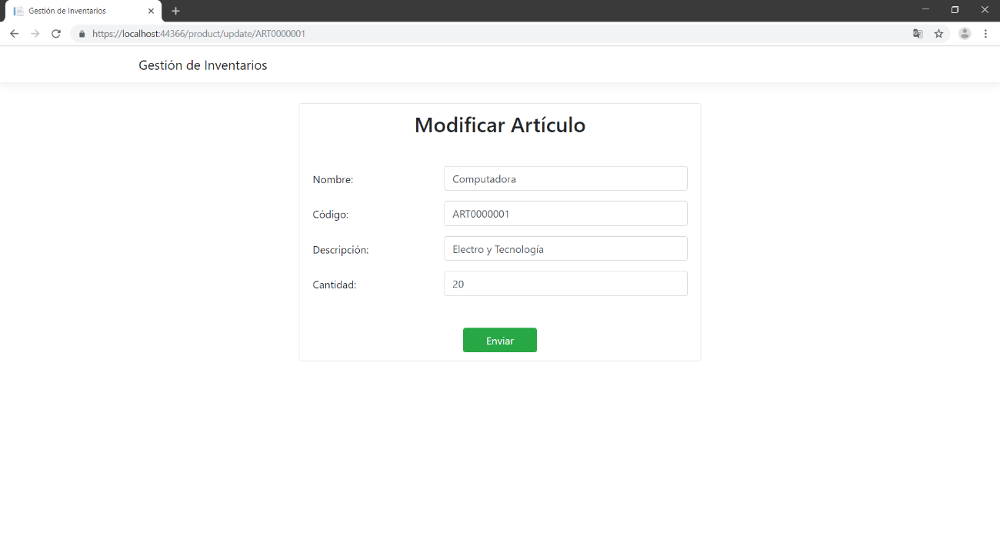 Gestión de Inventarios
https://localhost:44366/product/update/ART0000001
Gestión de Inventarios
Modificar Artículo
Nombre: Computadora
Código: ART0000001
Descripción: Electro y Tecnología
Cantidad: 20
Enviar